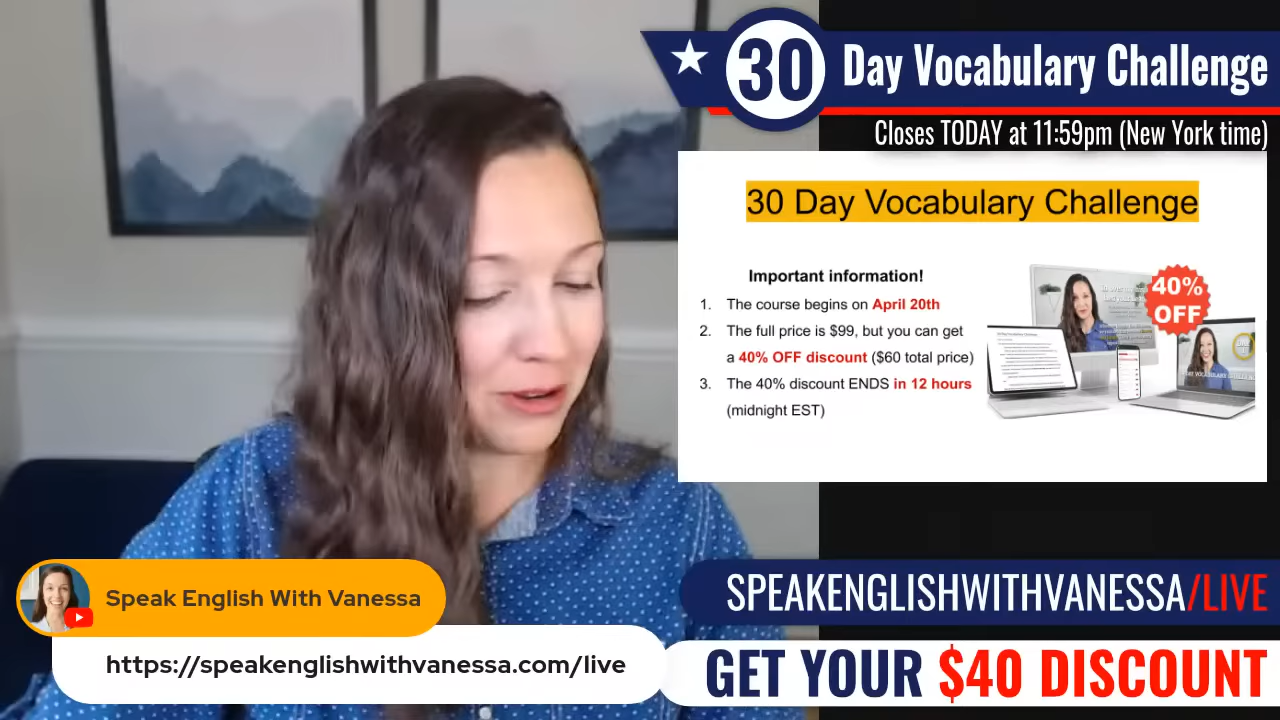 30 Day Vocabulary Challenge
Closes TODAY at 11:59pm (New York time)
30 Day Vocabulary Challenge
Important information!
1. The course begins on April 20th
2. The full price is $99, but you can get
a 40% OFF discount ($60 total price)
3. The 40% discount ENDS in 12 hours
(midnight EST)
40%
OFF
Speak English With Vanessa
https://speakenglishwithvanessa.com/live
SPEAKENGLISHWITHVANESSA/LIVE
GET YOUR $40 DISCOUNT